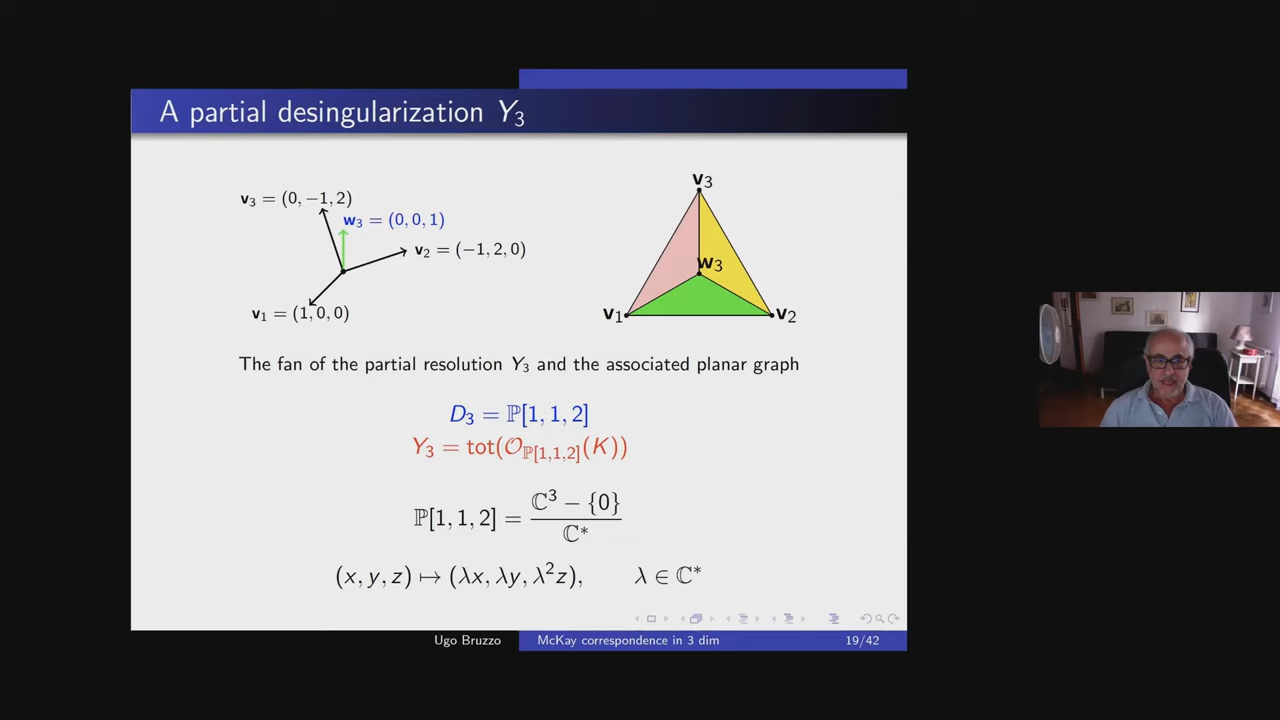 A partial desingularization Y₃
v₃ = (0, −1, 2)
w₃ = (0, 0, 1)
v₂ = (−1, 2, 0)
v₁ = (1, 0, 0)
v₃
w₃
v₁
v₂
The fan of the partial resolution Y₃ and the associated planar graph
D₃ = ℙ[1, 1, 2]
Y₃ = tot(𝒪_ℙ[1,1,2](K))
ℙ[1, 1, 2] = ℂ³ − {0} / ℂ*
(x, y, z) ↦ (λx, λy, λ²z), λ ∈ ℂ*
Ugo Bruzzo McKay correspondence in 3 dim 19/42